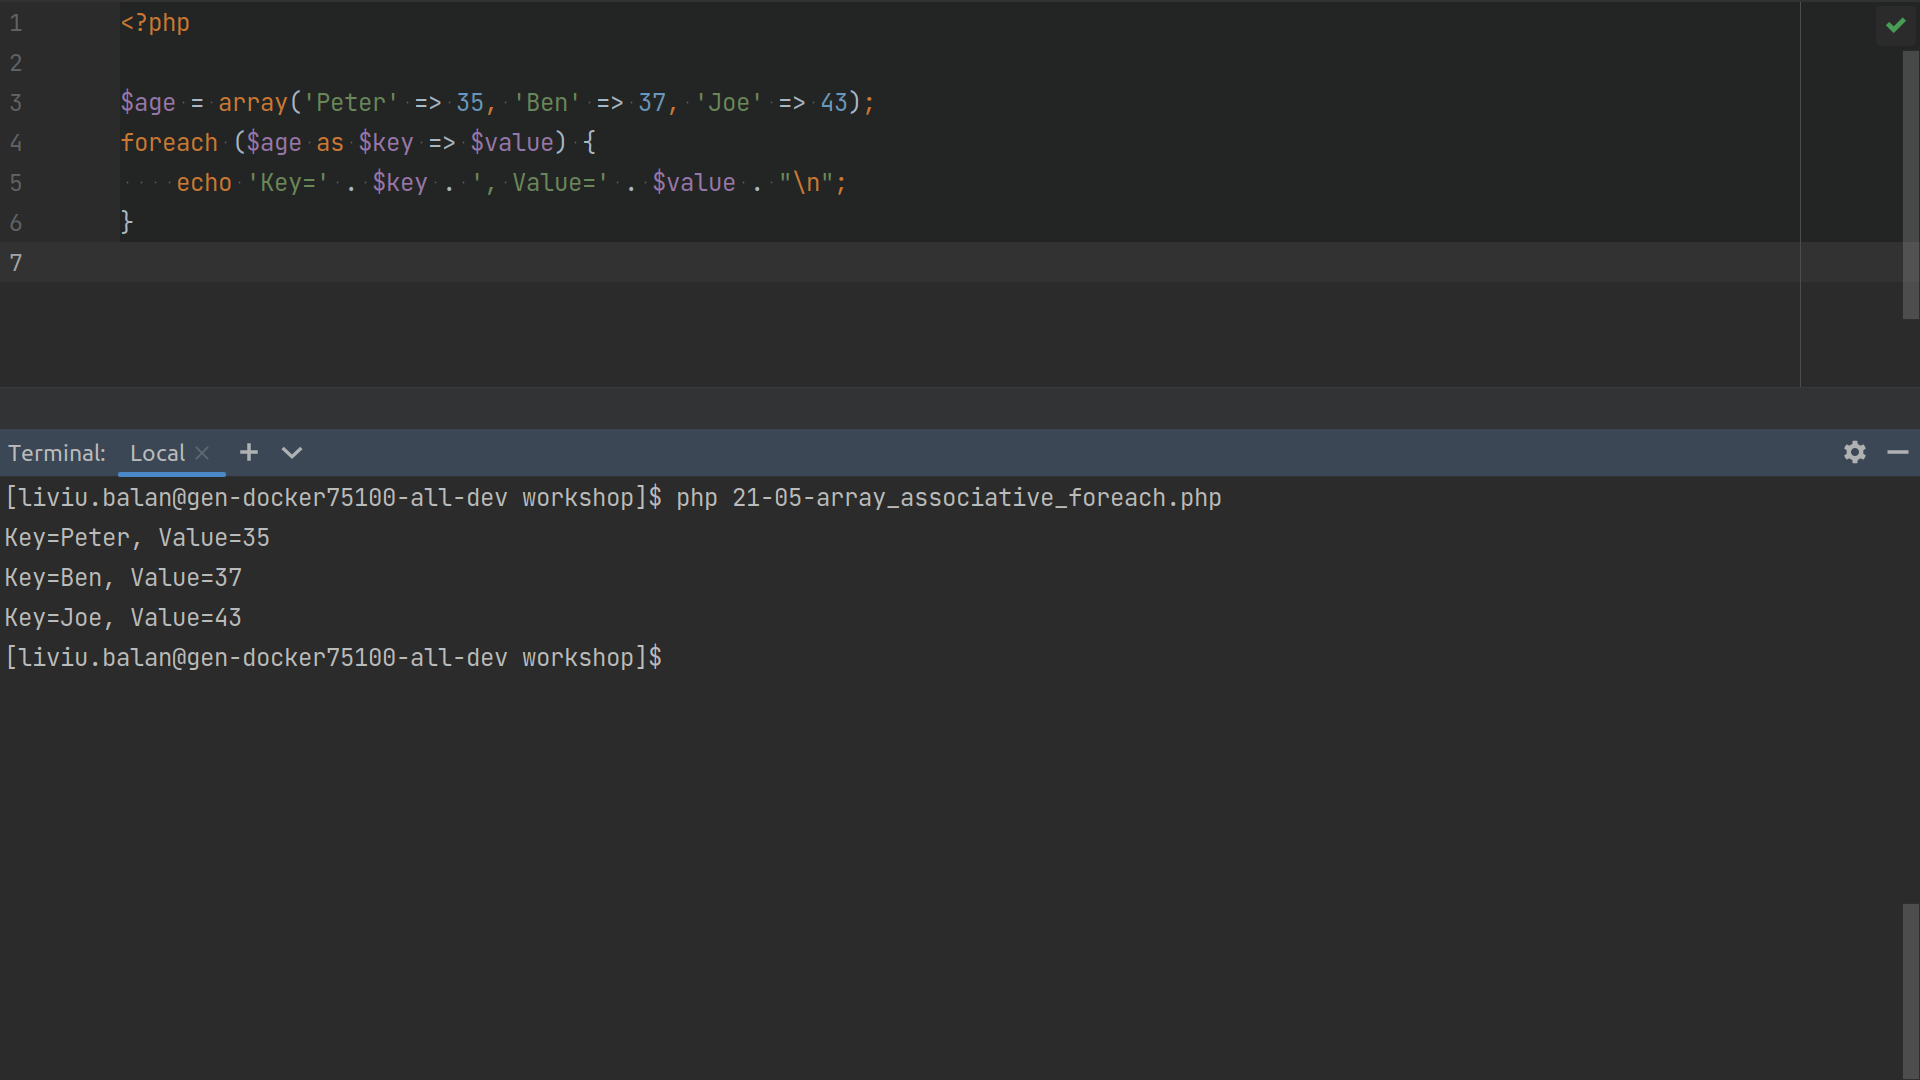 1 <?php
2
3 $age = array('Peter' => 35, 'Ben' => 37, 'Joe' => 43);
4 foreach ($age as $key => $value) {
5     echo 'Key=' . $key . ', Value=' . $value . "\n";
6 }
7
Terminal: Local
[liviu.balan@gen-docker75100-all-dev workshop]$ php 21-05-array_associative_foreach.php
Key=Peter, Value=35
Key=Ben, Value=37
Key=Joe, Value=43
[liviu.balan@gen-docker75100-all-dev workshop]$